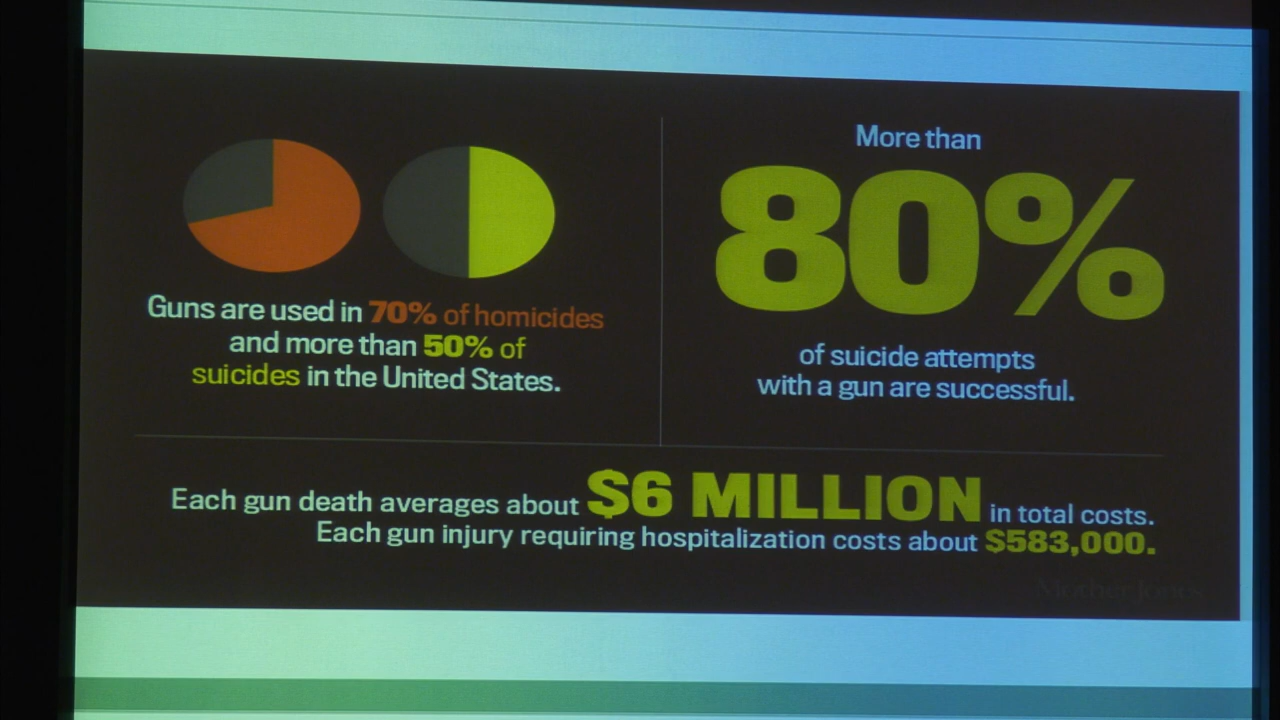 Guns are used in 70% of homicides
and more than 50% of
suicides in the United States.
More than
80%
of suicide attempts
with a gun are successful.
Each gun death averages about $6 MILLION in total costs.
Each gun injury requiring hospitalization costs about $583,000.
Mother Jones